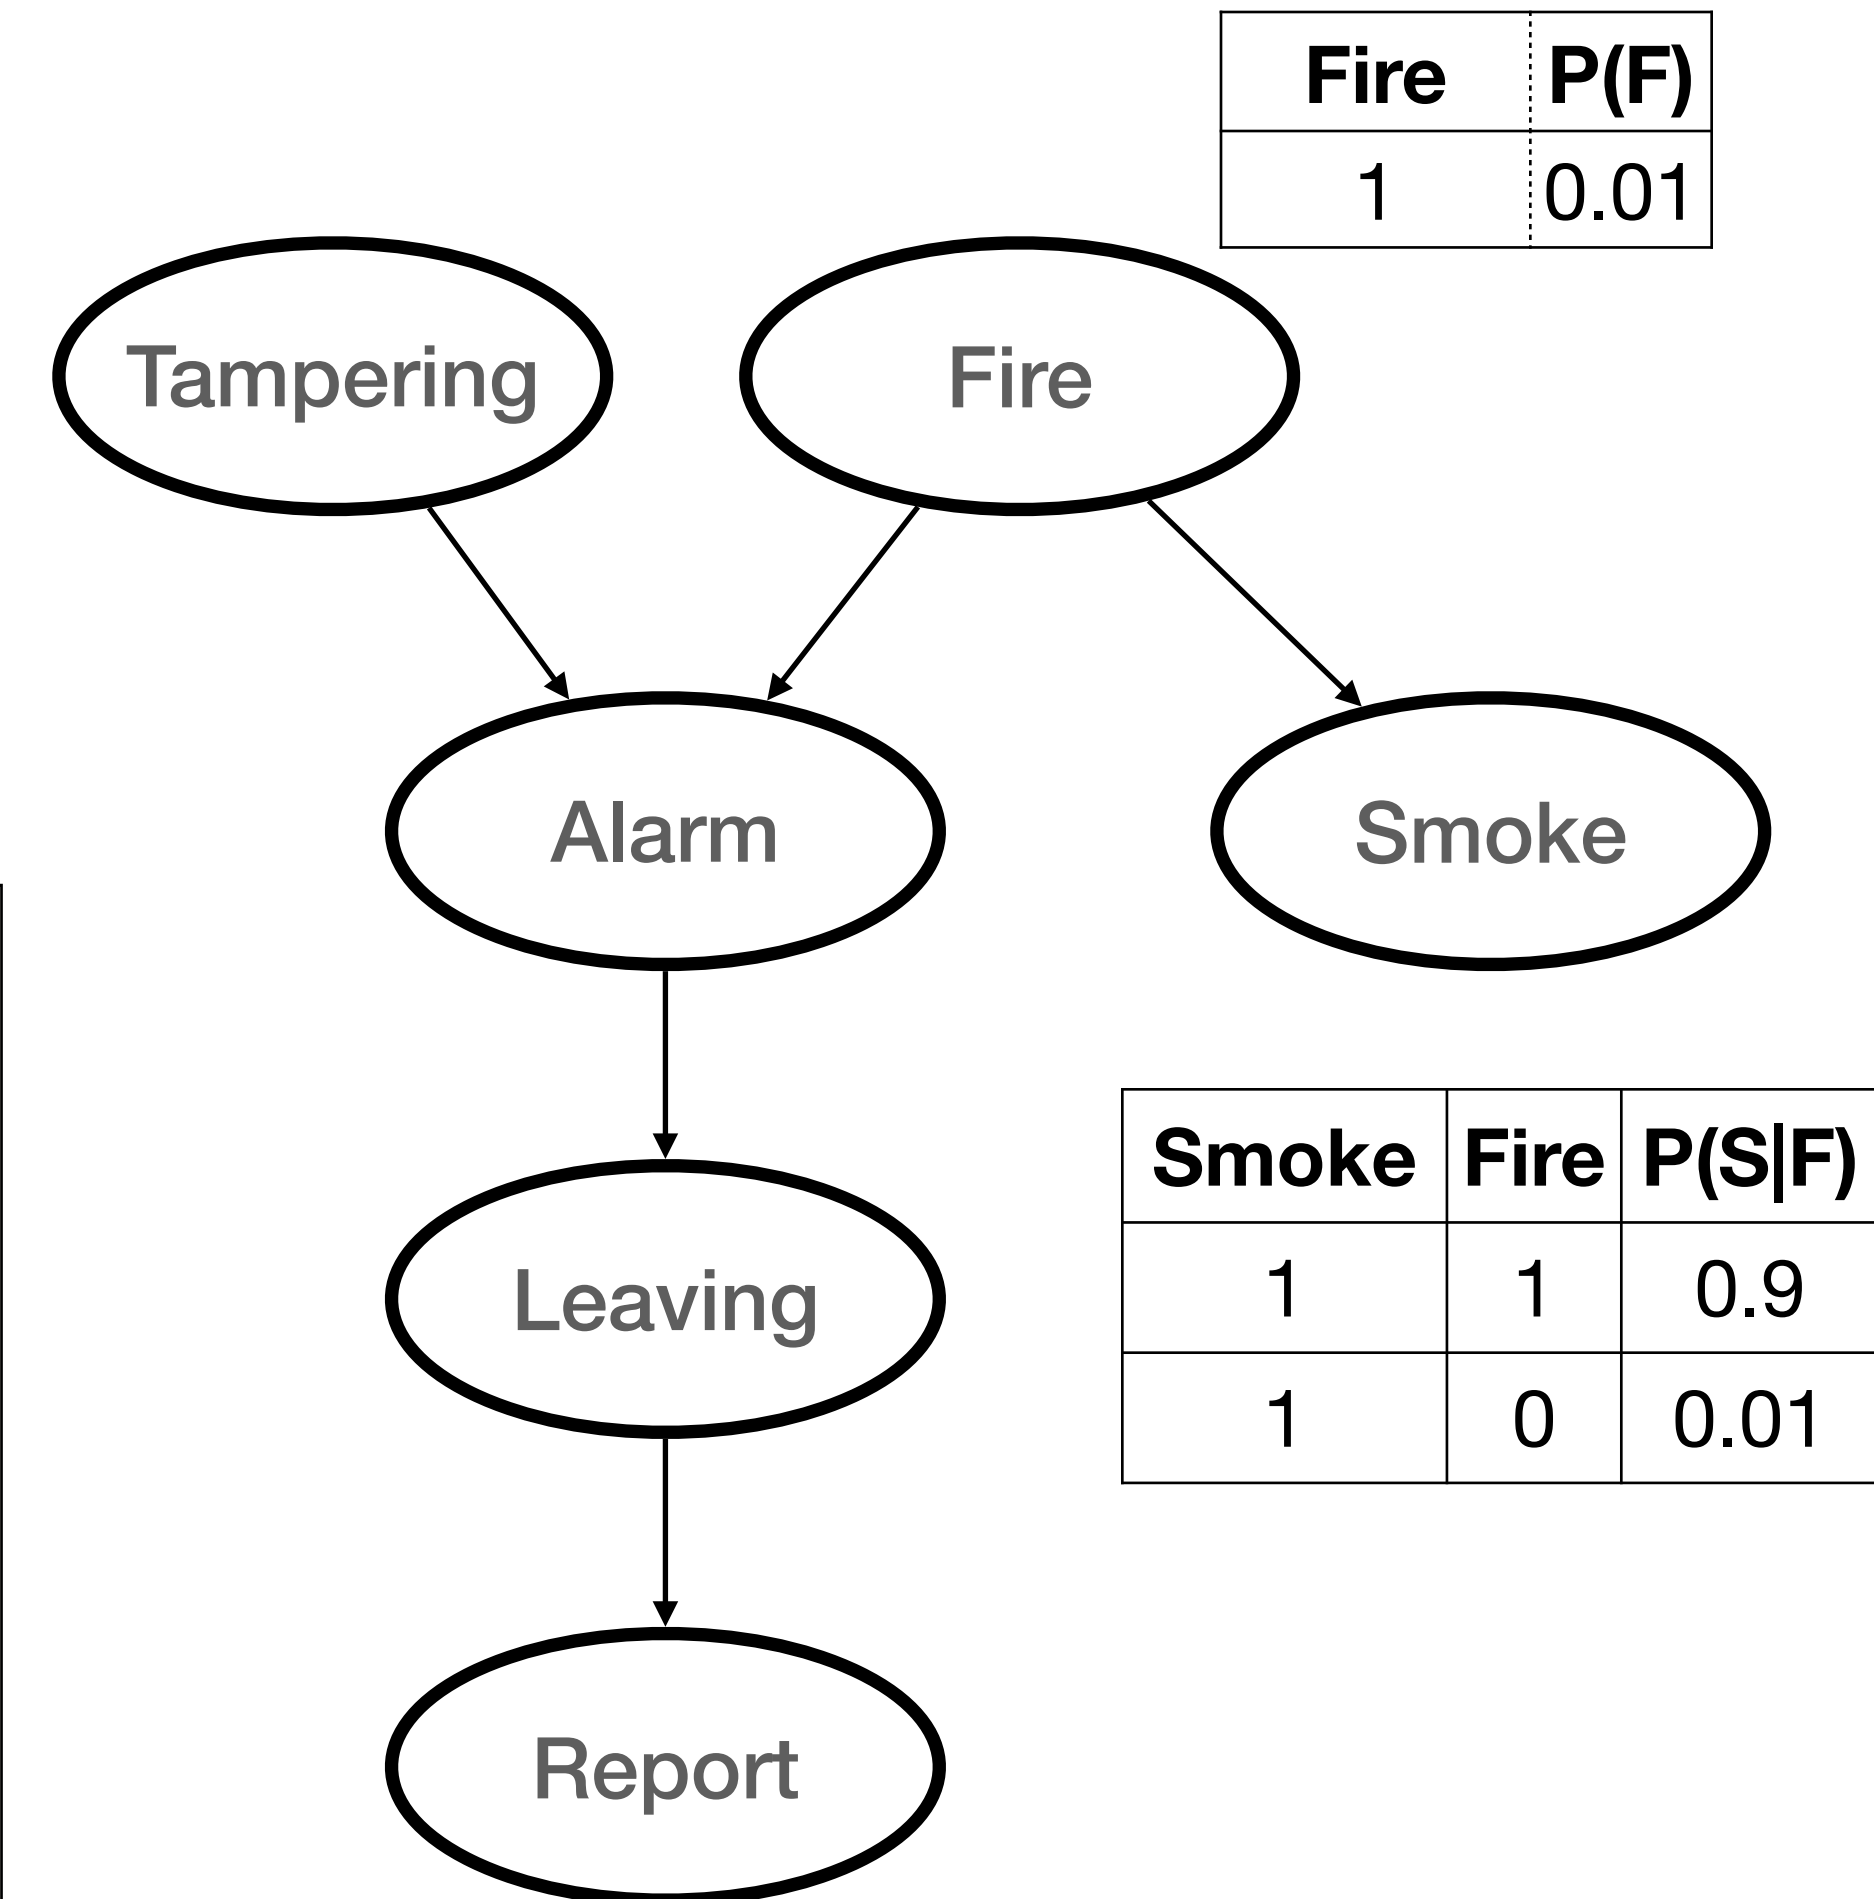 Fire P(F)
1 0.01
Tampering Fire
Alarm Smoke
Smoke Fire P(S|F)
1 1 0.9
Leaving
1 0 0.01
Report